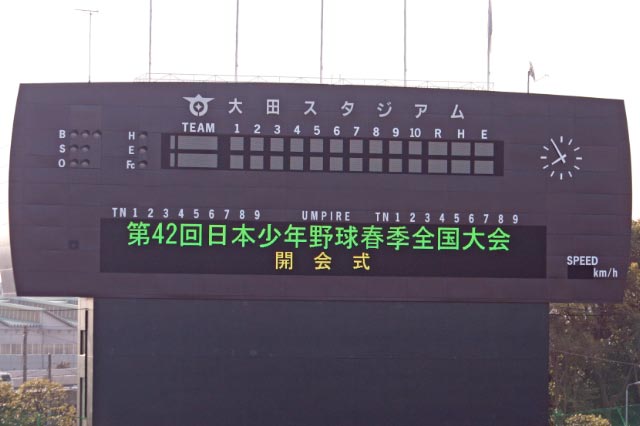 大田スタジアム
TEAM 1 2 3 4 5 6 7 8 9 10 R H E
B H
S E
O Fc
TN 1 2 3 4 5 6 7 8 9 UMPIRE TN 1 2 3 4 5 6 7 8 9
第42回日本少年野球春季全国大会
開会式
SPEED
km/h